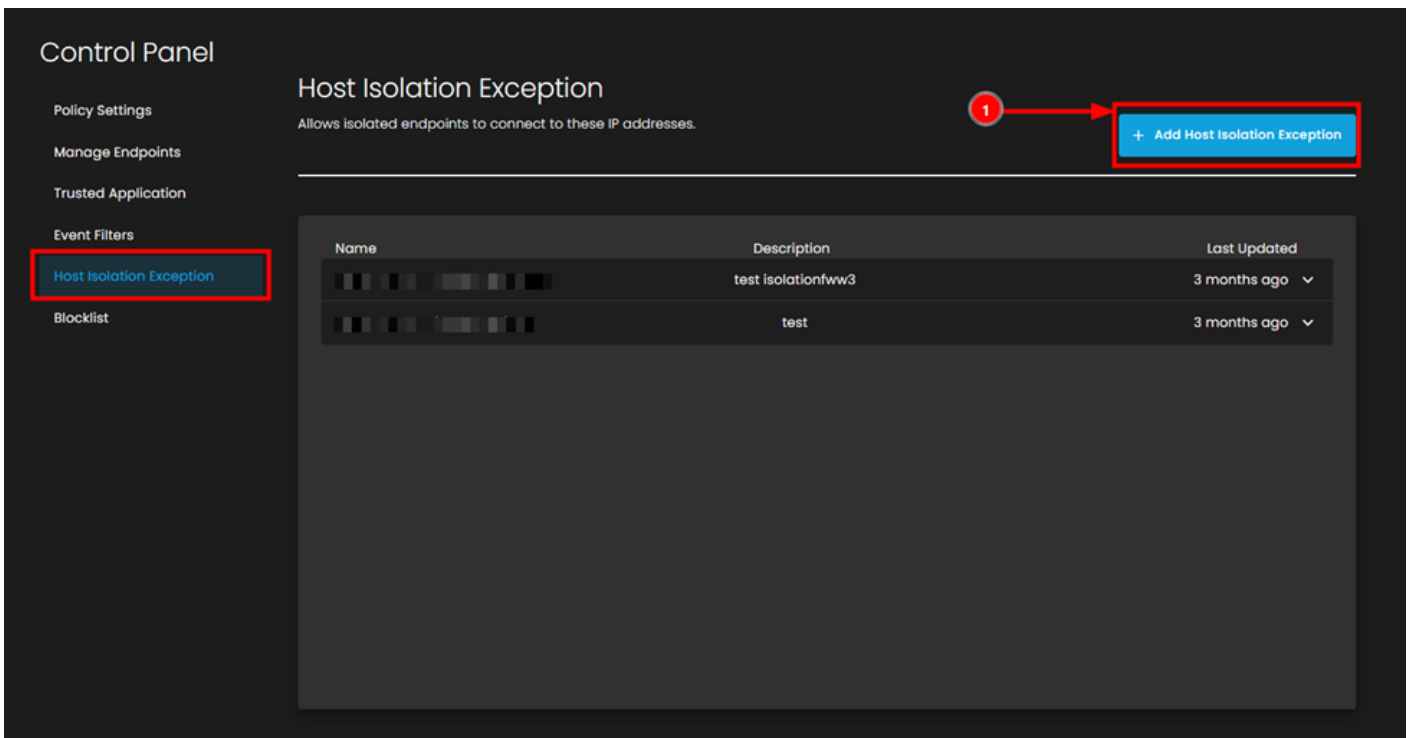 Control Panel
Policy Settings
Manage Endpoints
Trusted Application
Event Filters
Host Isolation Exception
Blocklist
Host Isolation Exception
Allows isolated endpoints to connect to these IP addresses.
1
+ Add Host Isolation Exception
Name Description Last Updated
test isolationfww3 3 months ago
test 3 months ago